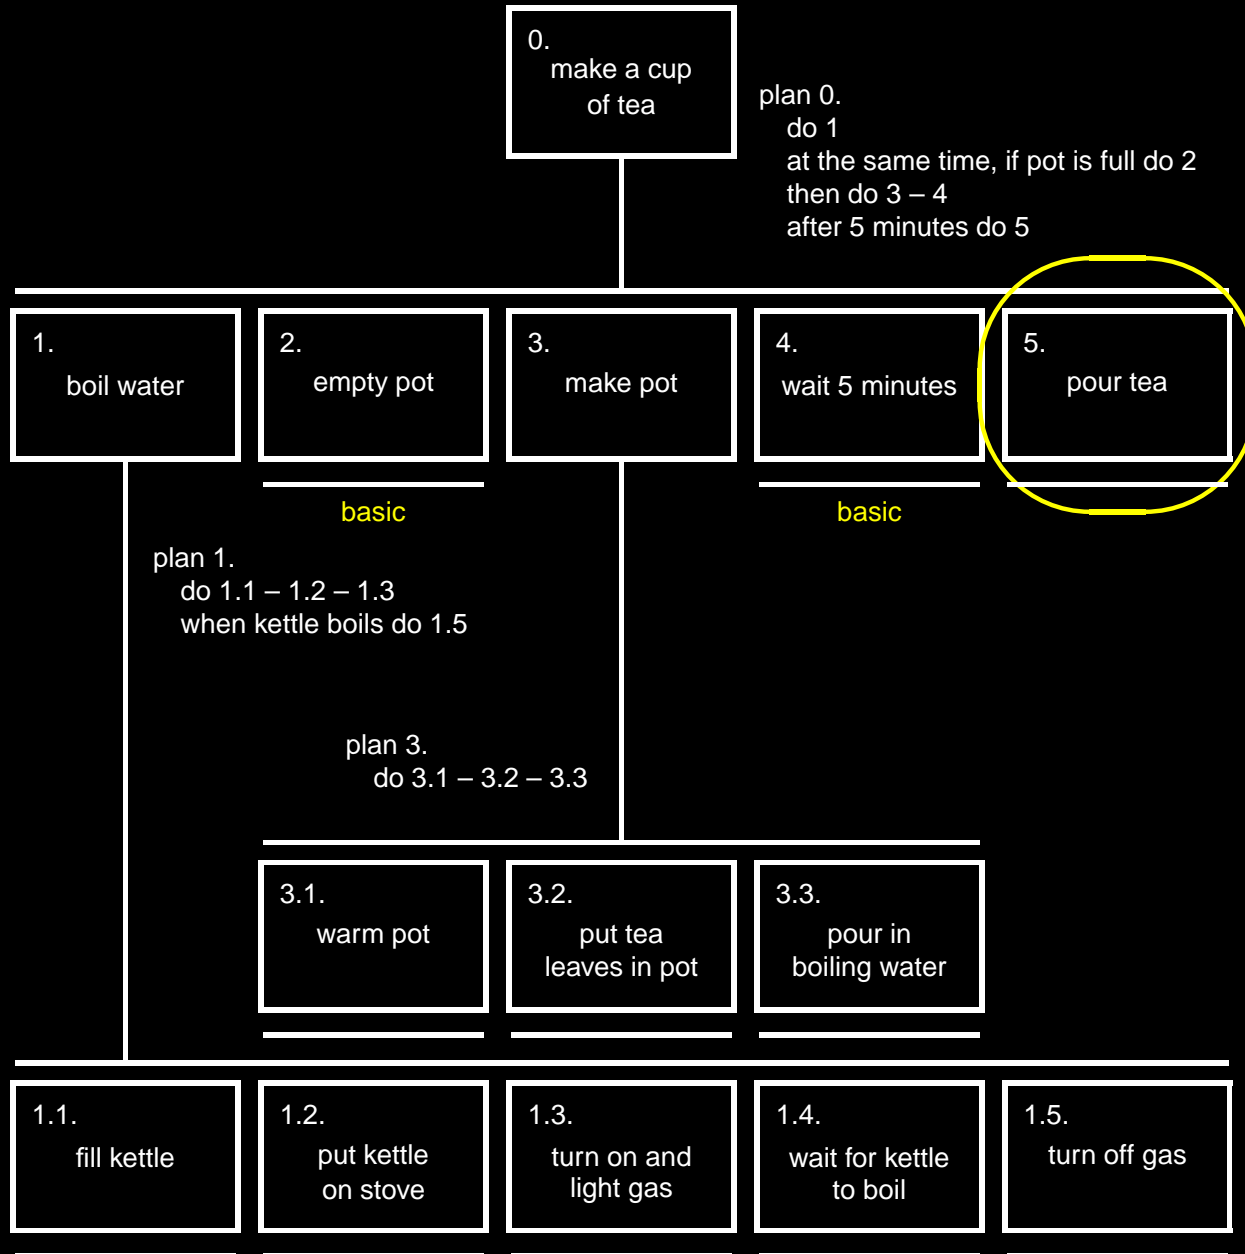 0.
make a cup
of tea
plan 0.
do 1
at the same time, if pot is full do 2
then do 3 – 4
after 5 minutes do 5
1.
boil water
2.
empty pot
3.
make pot
4.
wait 5 minutes
5.
pour tea
basic
basic
plan 1.
do 1.1 – 1.2 – 1.3
when kettle boils do 1.5
plan 3.
do 3.1 – 3.2 – 3.3
3.1.
warm pot
3.2.
put tea
leaves in pot
3.3.
pour in
boiling water
1.1.
fill kettle
1.2.
put kettle
on stove
1.3.
turn on and
light gas
1.4.
wait for kettle
to boil
1.5.
turn off gas